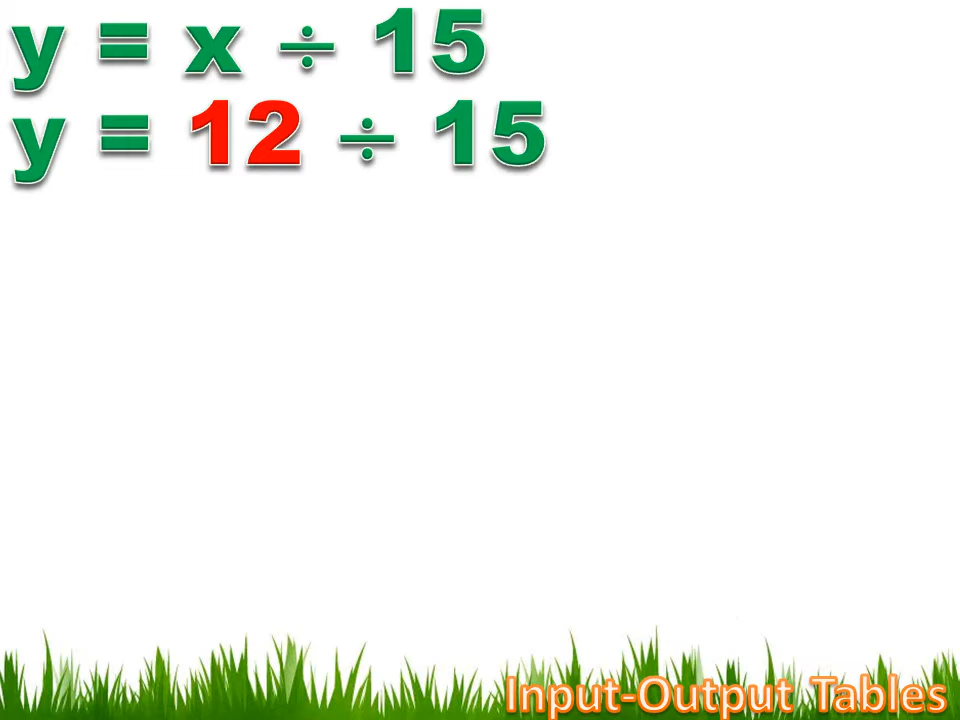 y = x ÷ 15
y = 12 ÷ 15
Input-Output Tables